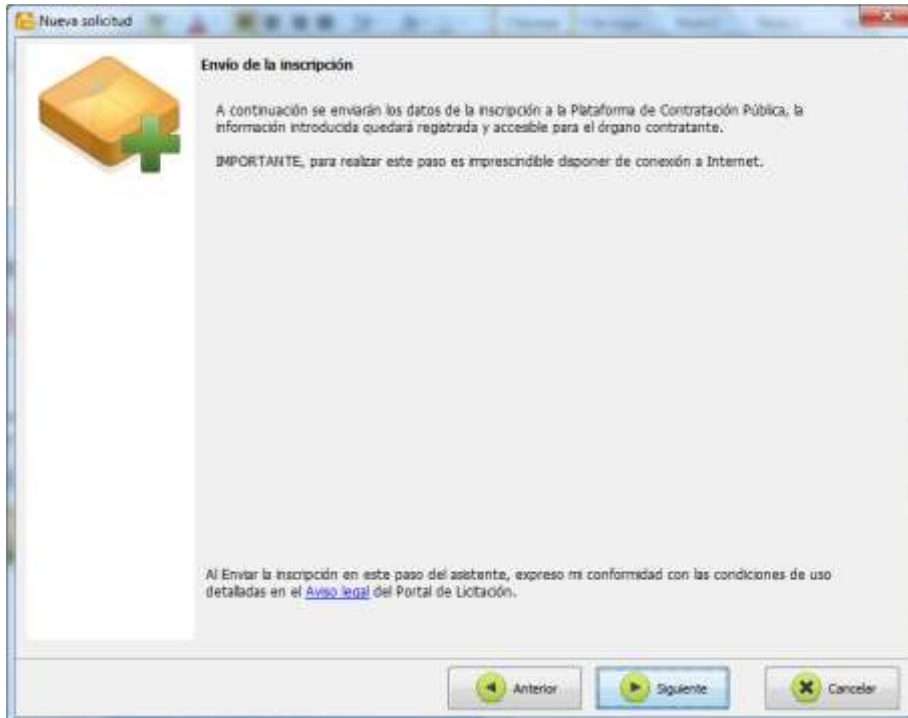 Nueva solicitud
Envío de la inscripción
A continuación se enviarán los datos de la inscripción a la Plataforma de Contratación Pública, la
información introducida quedará registrada y accesible para el órgano contratante.
IMPORTANTE, para realizar este paso es imprescindible disponer de conexión a Internet.
Al Enviar la inscripción en este paso del asistente, expreso mi conformidad con las condiciones de uso
detalladas en el Aviso legal del Portal de Licitación.
Anterior
Siguiente
Cancelar